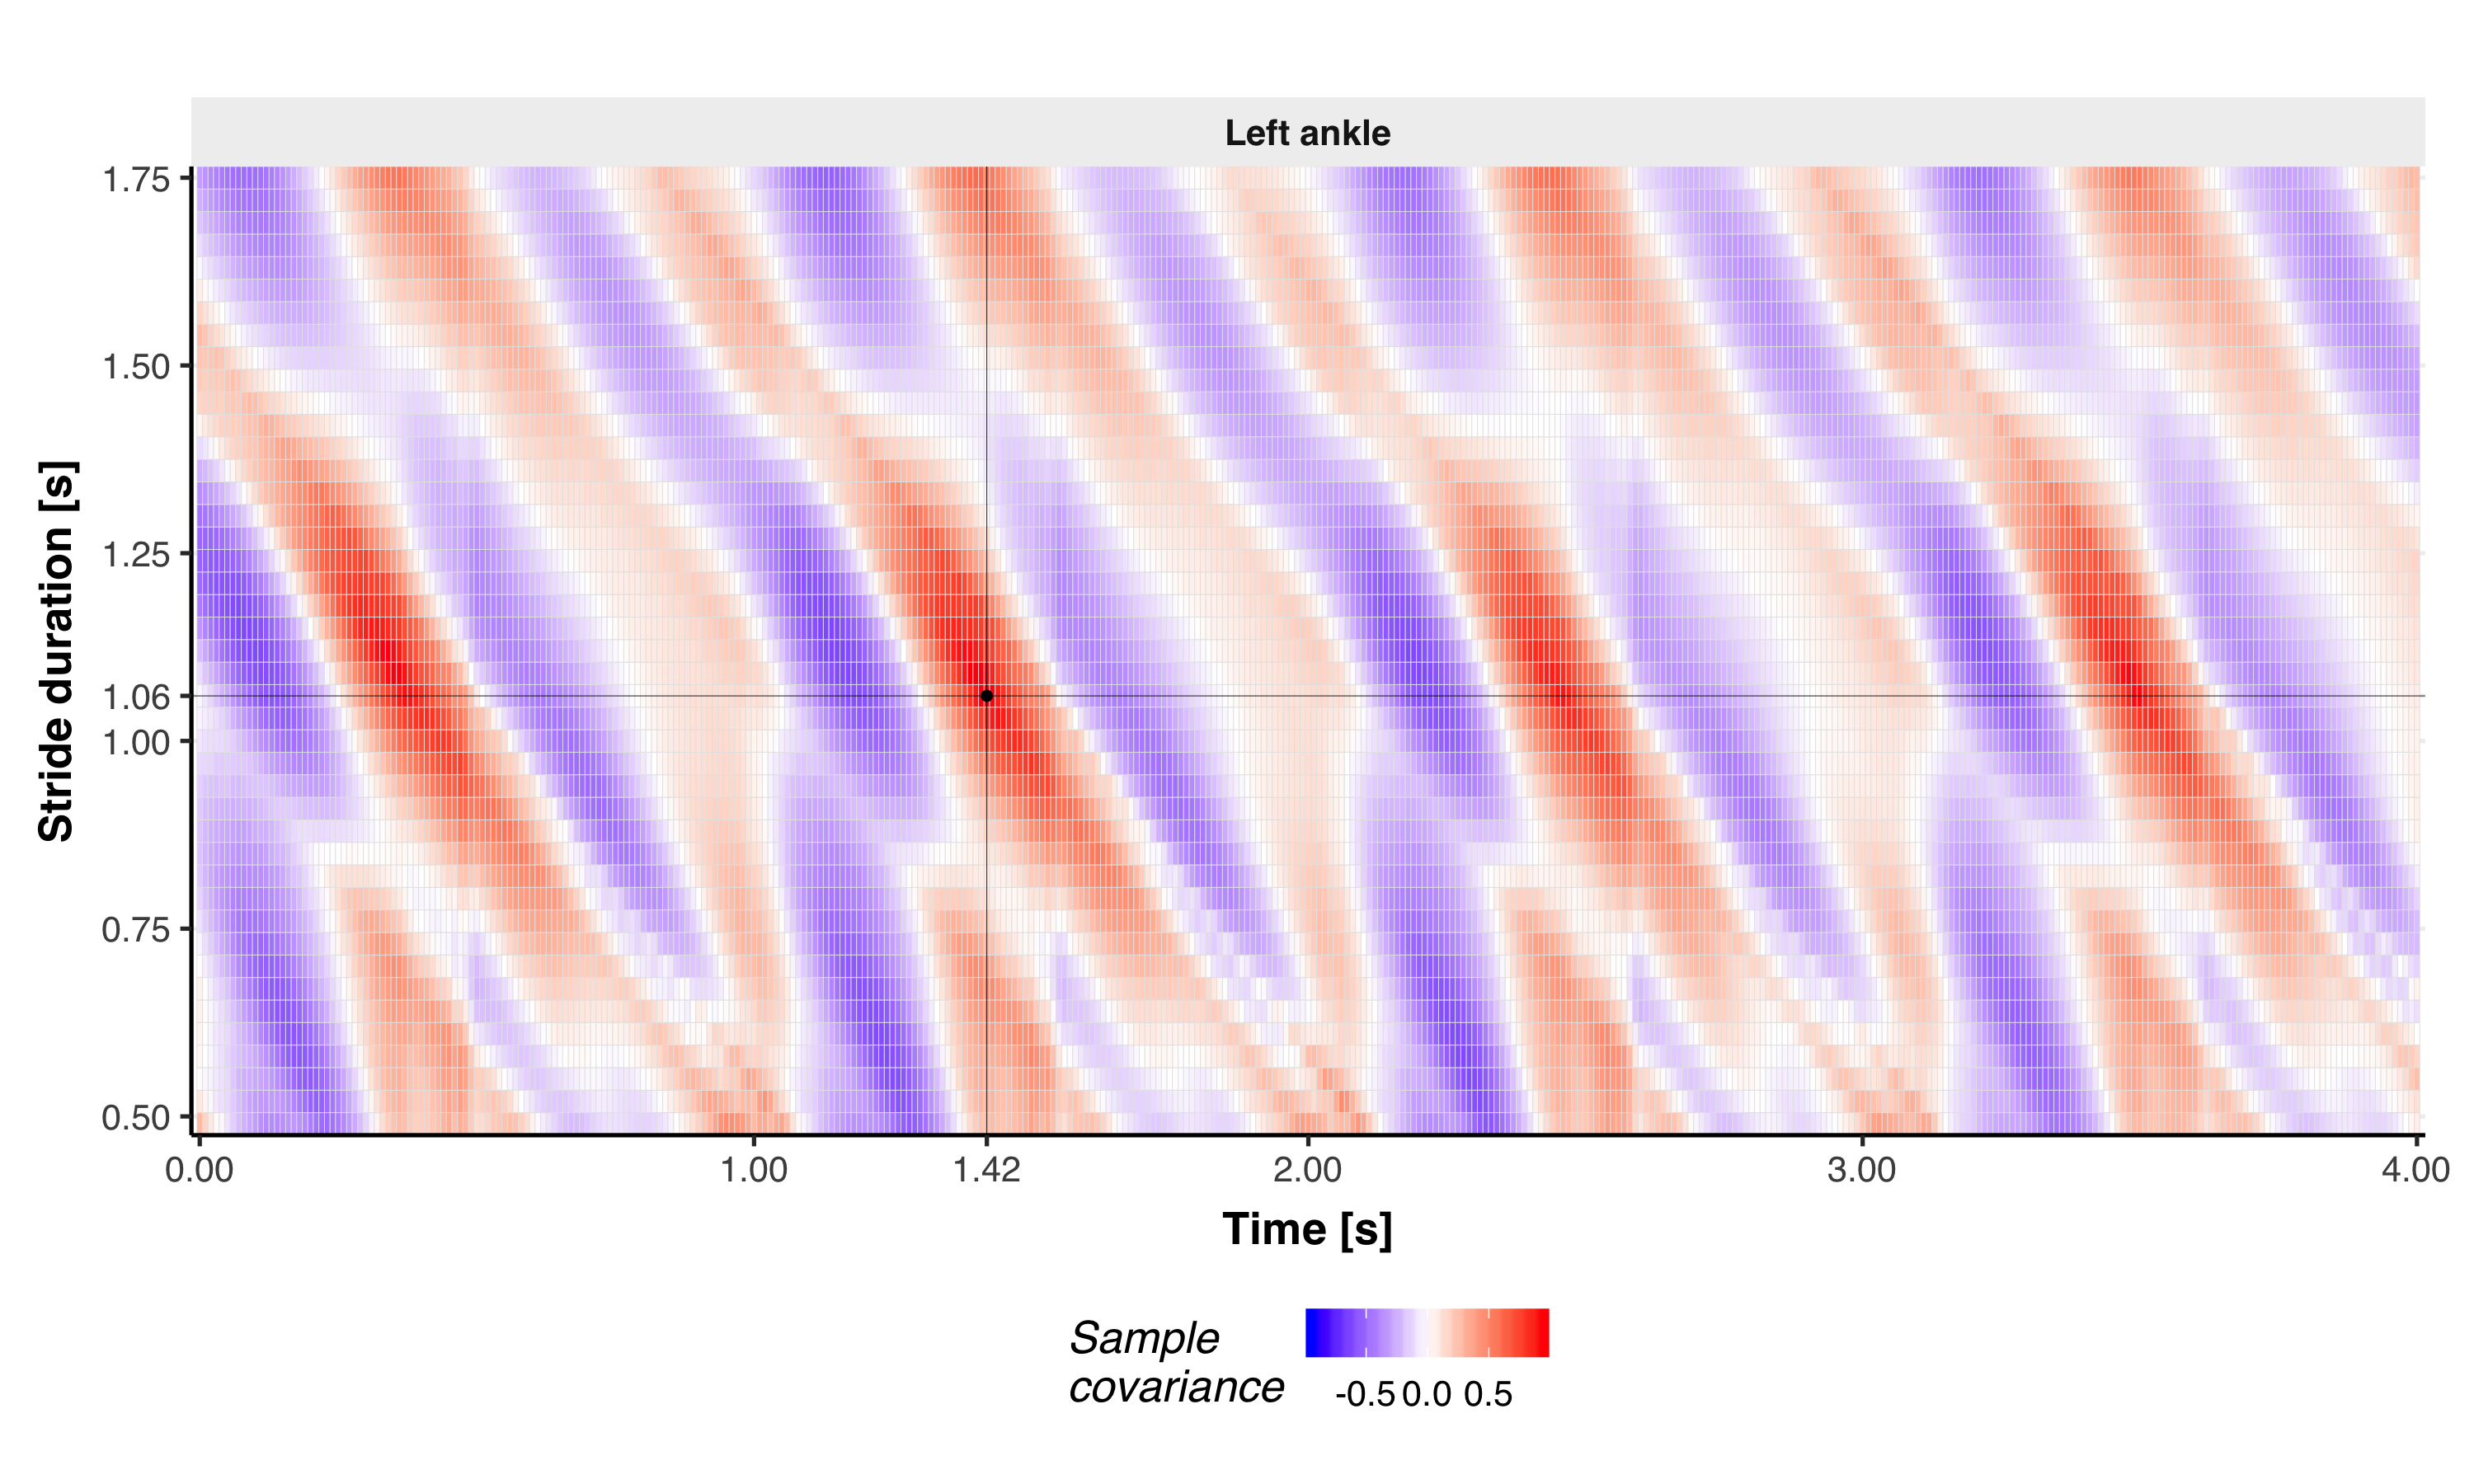 Left ankle
1.75
1.50
1.25
1.06
1.00
0.75
0.50
Stride duration [s]
0.00 1.00 1.42 2.00 3.00 4.00
Time [s]
Sample
covariance
-0.5 0.0 0.5